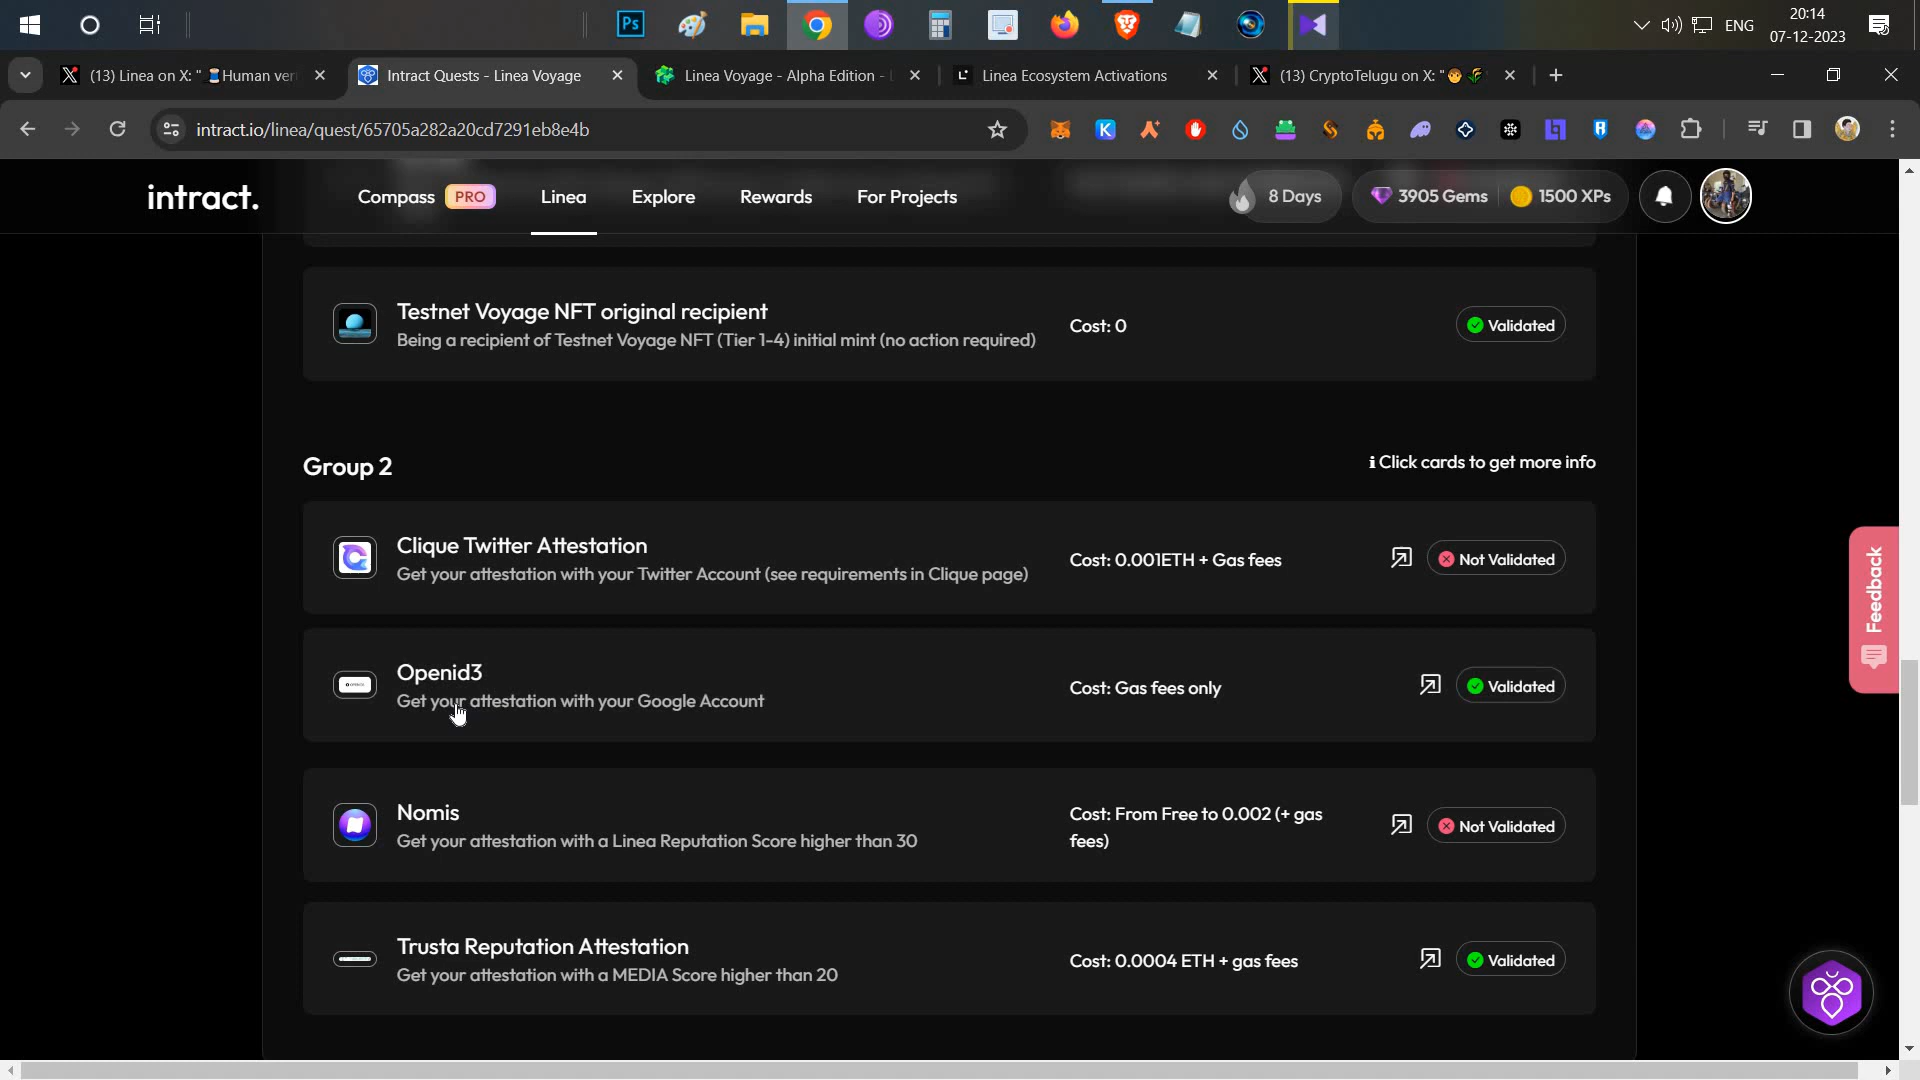 Ps
ENG
20:14
07-12-2023
(13) Linea on X: "
Human ver
Intract Quests - Linea Voyage
Linea Voyage - Alpha Edition -
Linea Ecosystem Activations
(13) CryptoTelugu on X: "
intract.io/linea/quest/65705a282a20cd7291eb8e4b
intract.
Compass PRO
Linea
Explore
Rewards
For Projects
8 Days
3905 Gems
1500 XPs
Testnet Voyage NFT original recipient
Being a recipient of Testnet Voyage NFT (Tier 1-4) initial mint (no action required)
Cost: 0
Validated
Group 2
i Click cards to get more info
Clique Twitter Attestation
Get your attestation with your Twitter Account (see requirements in Clique page)
Cost: 0.001ETH + Gas fees
Not Validated
Openid3
Get your attestation with your Google Account
Cost: Gas fees only
Validated
Nomis
Get your attestation with a Linea Reputation Score higher than 30
Cost: From Free to 0.002 (+ gas
fees)
Not Validated
Trusta Reputation Attestation
Get your attestation with a MEDIA Score higher than 20
Cost: 0.0004 ETH + gas fees
Validated
Feedback